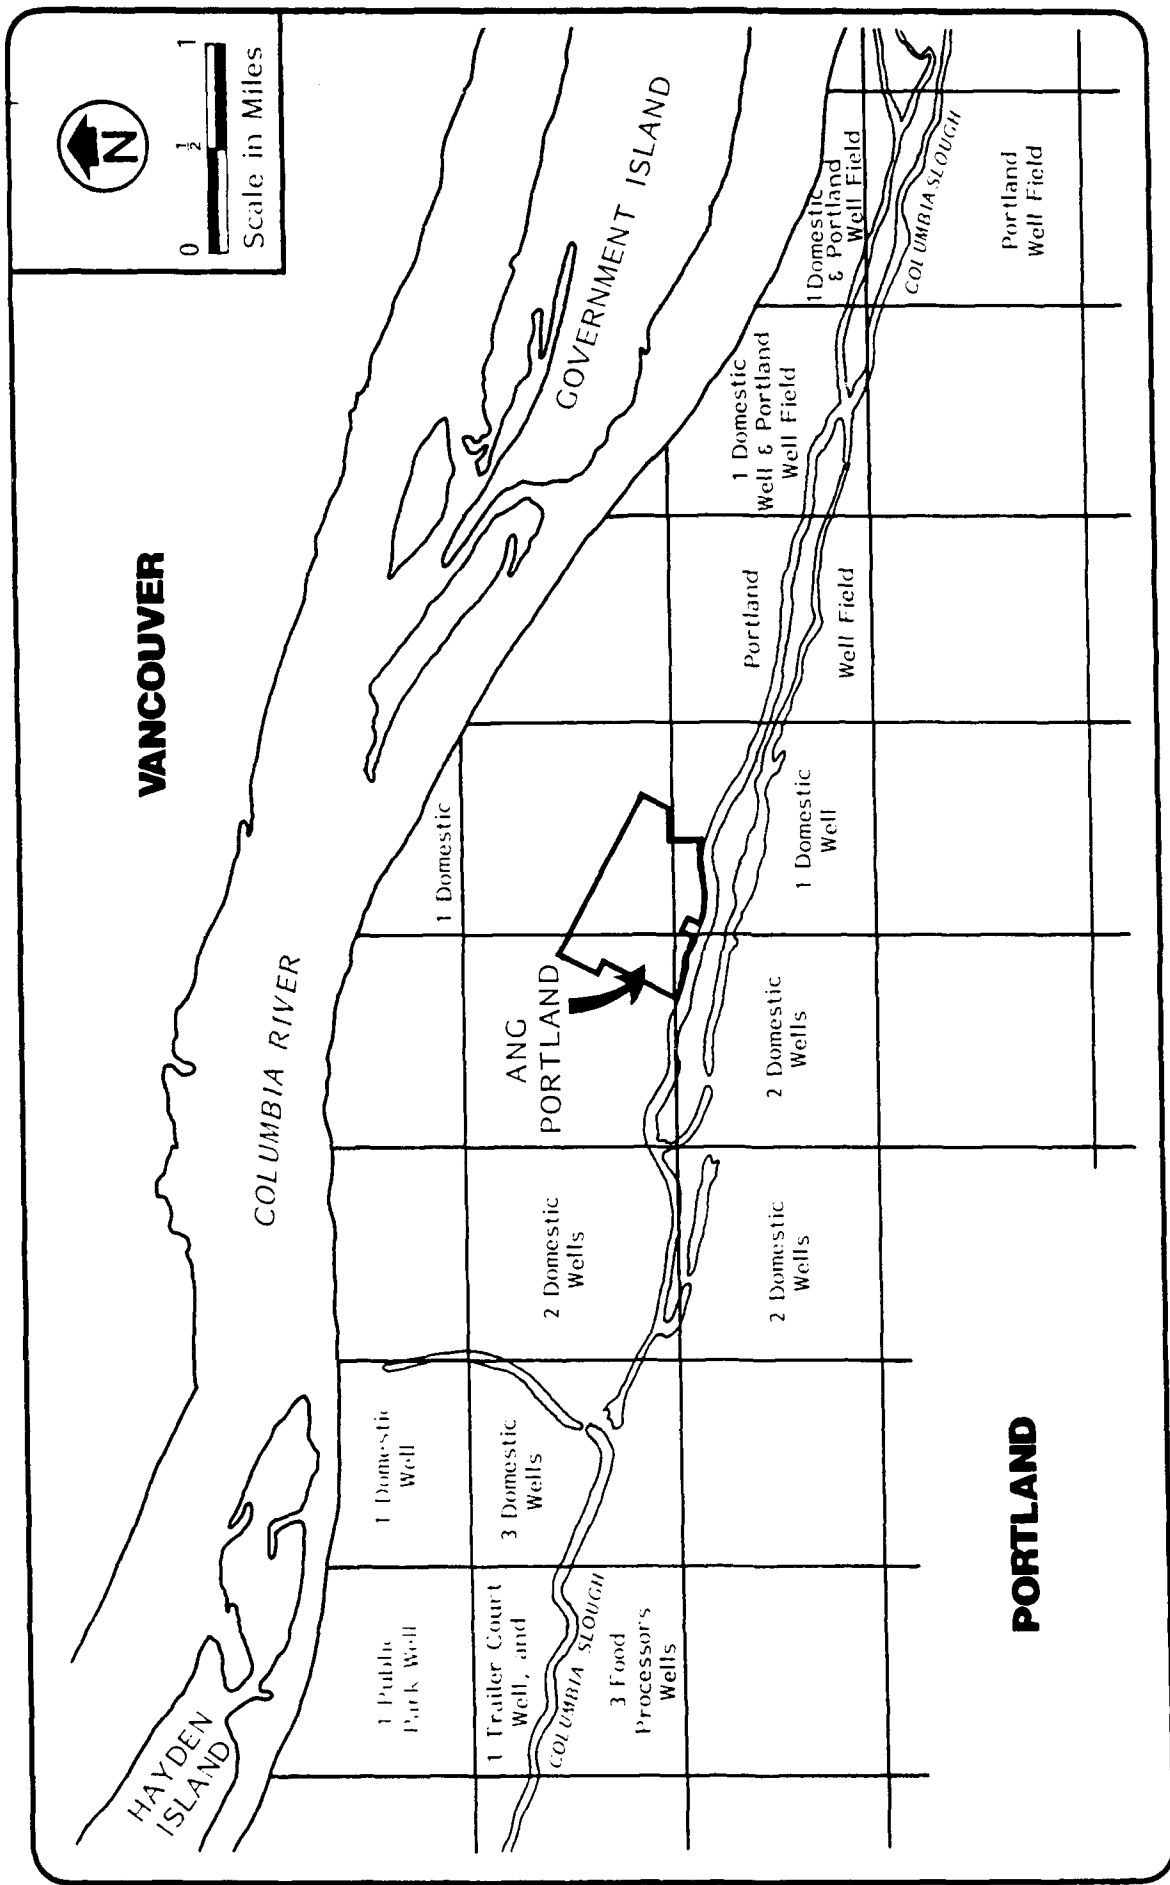 VANCOUVER
N
0 ½ 1
Scale in Miles
HAYDEN
ISLAND
COLUMBIA RIVER
GOVERNMENT ISLAND
1 Public
Park Well
1 Domestic
Well
1 Domestic
1 Trailer Court
Well, and
3 Food
Processors
Wells
COLUMBIA SLOUGH
3 Domestic
Wells
2 Domestic
Wells
ANG
PORTLAND
2 Domestic
Wells
2 Domestic
Wells
1 Domestic
Well
Portland
Well Field
1 Domestic
Well & Portland
Well Field
1 Domestic
& Portland
Well Field
COLUMBIA SLOUGH
Portland
Well Field
PORTLAND